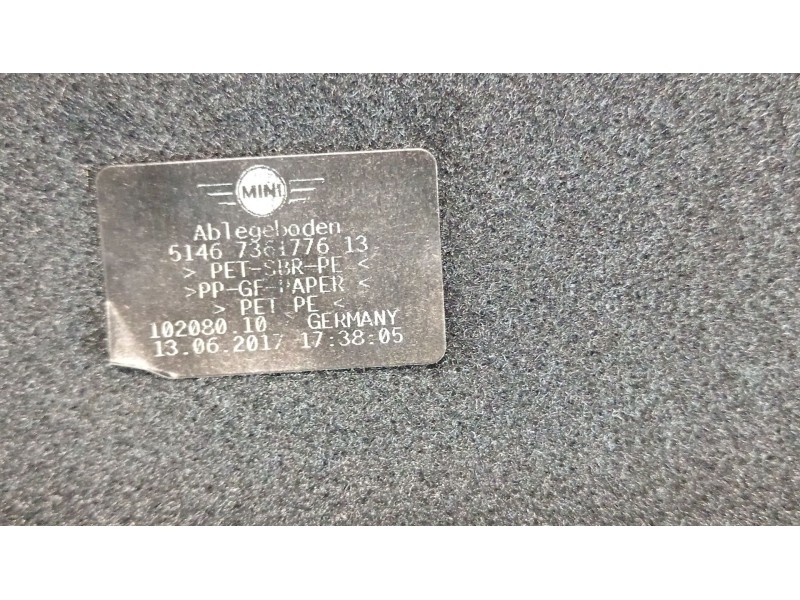 MINI
Ablegeboden
5146 7361776 13
> PET-SBR-PE <
>PP-GF-PAPER <
> PET PE <
102080.10 GERMANY
13.06.2017 17:38:05